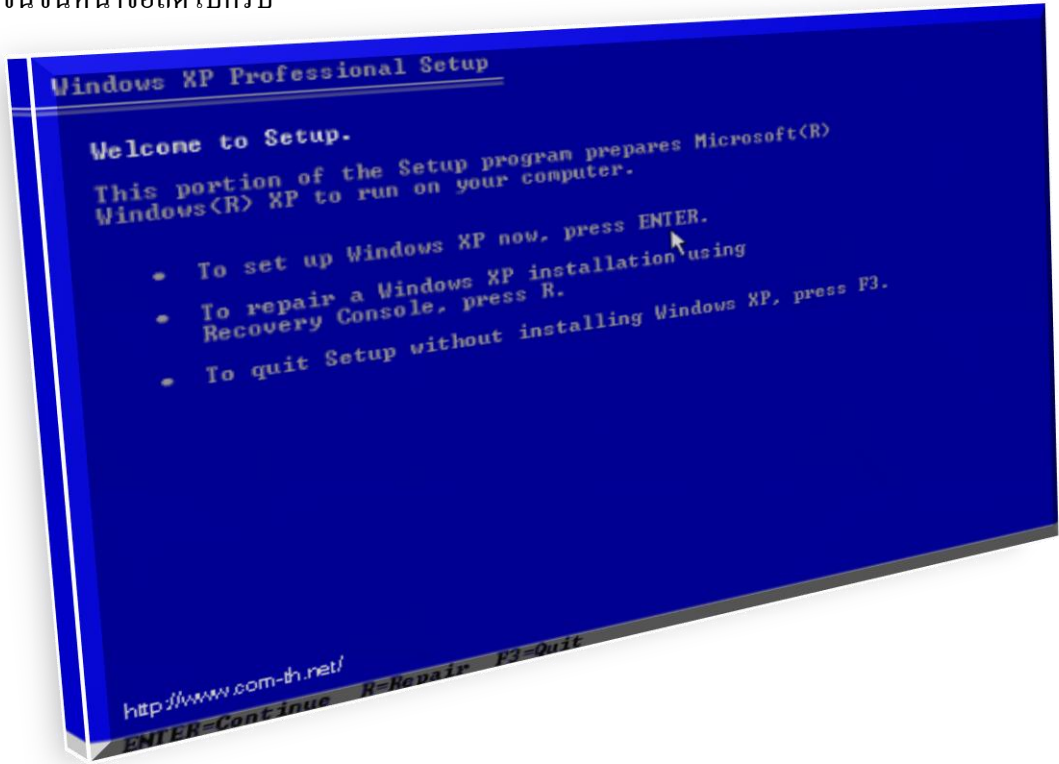 Windows XP Professional Setup
Welcome to Setup.
This portion of the Setup program prepares Microsoft(R)
Windows(R) XP to run on your computer.
• To set up Windows XP now, press ENTER.
• To repair a Windows XP installation using
Recovery Console, press R.
• To quit Setup without installing Windows XP, press F3.
http://www.com-th.net/
ENTER=Continue R=Repair F3=Quit